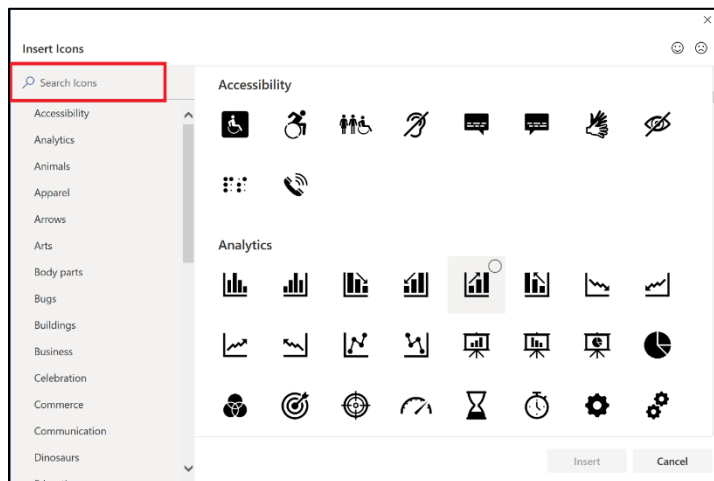 Insert Icons
Search Icons
Accessibility
Analytics
Animals
Apparel
Arrows
Arts
Body parts
Bugs
Buildings
Business
Celebration
Commerce
Communication
Dinosaurs
Accessibility
Analytics
Insert
Cancel